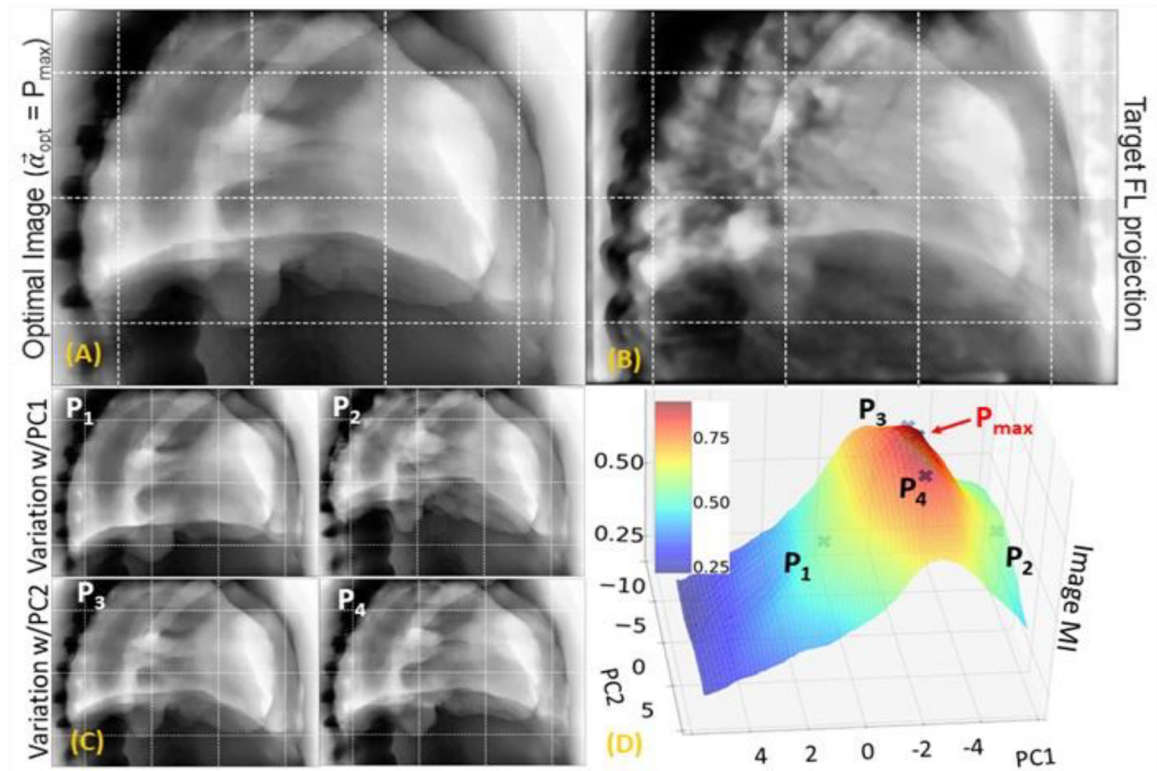 Optimal Image (α⃗opt = Pmax)
(A)
(B)
Target FL projection
Variation w/PC1
P1
P2
Variation w/PC2
P3
P4
(C)
P3
Pmax
P4
P1
P2
0.75
0.50
0.25
0.50
0.25
−10
−5
0
5
PC2
4
2
0
-2
-4
PC1
Image MI
(D)